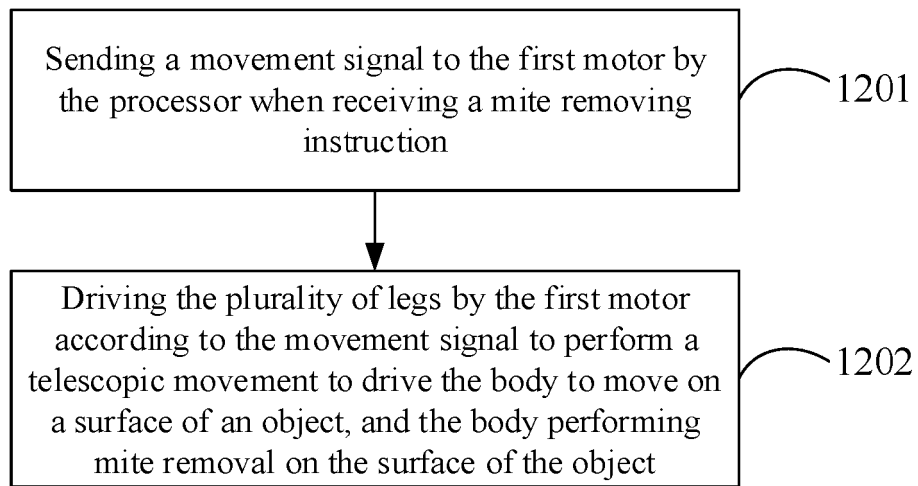 Sending a movement signal to the first motor by
the processor when receiving a mite removing
instruction
1201
Driving the plurality of legs by the first motor
according to the movement signal to perform a
telescopic movement to drive the body to move on
a surface of an object, and the body performing
mite removal on the surface of the object
1202